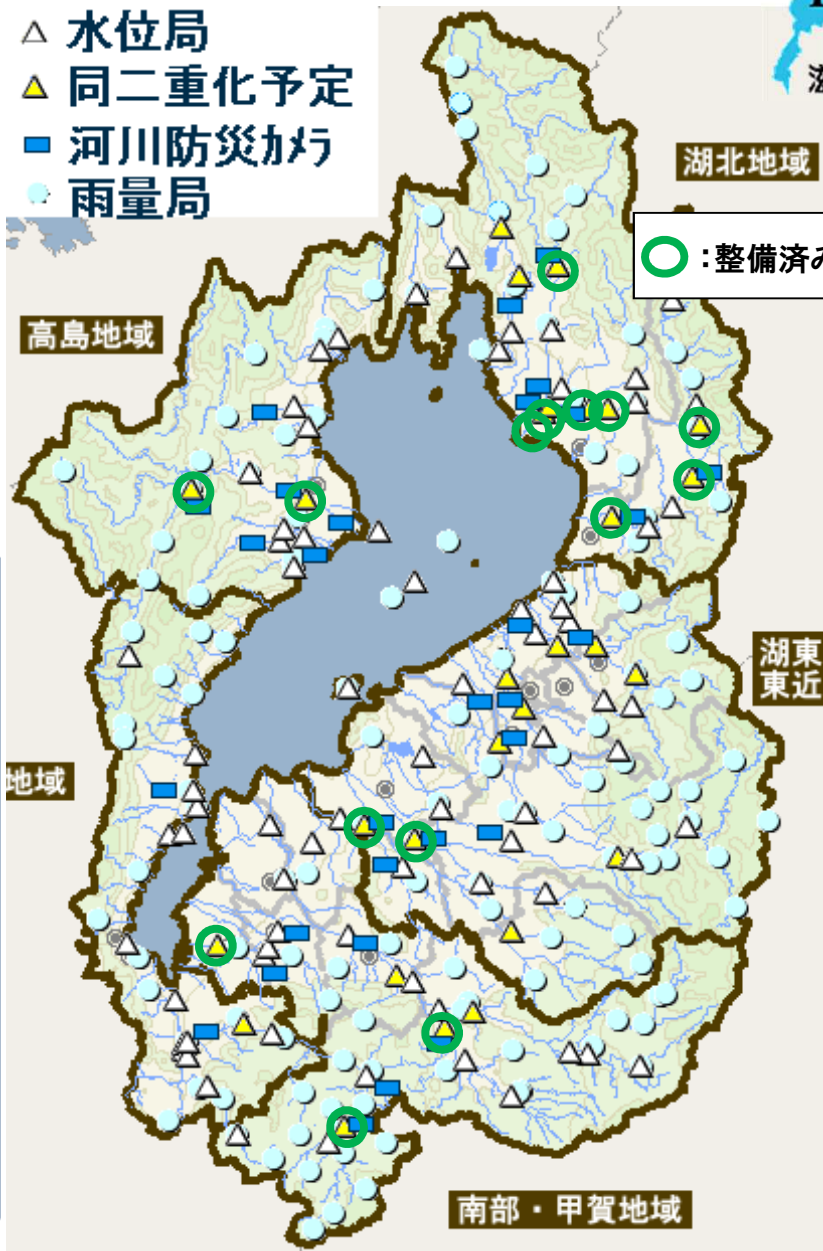 水位局
同二重化予定
河川防災ｶﾒﾗ
雨量局
湖北地域
:整備済み
高島地域
湖東
東近
地域
南部・甲賀地域